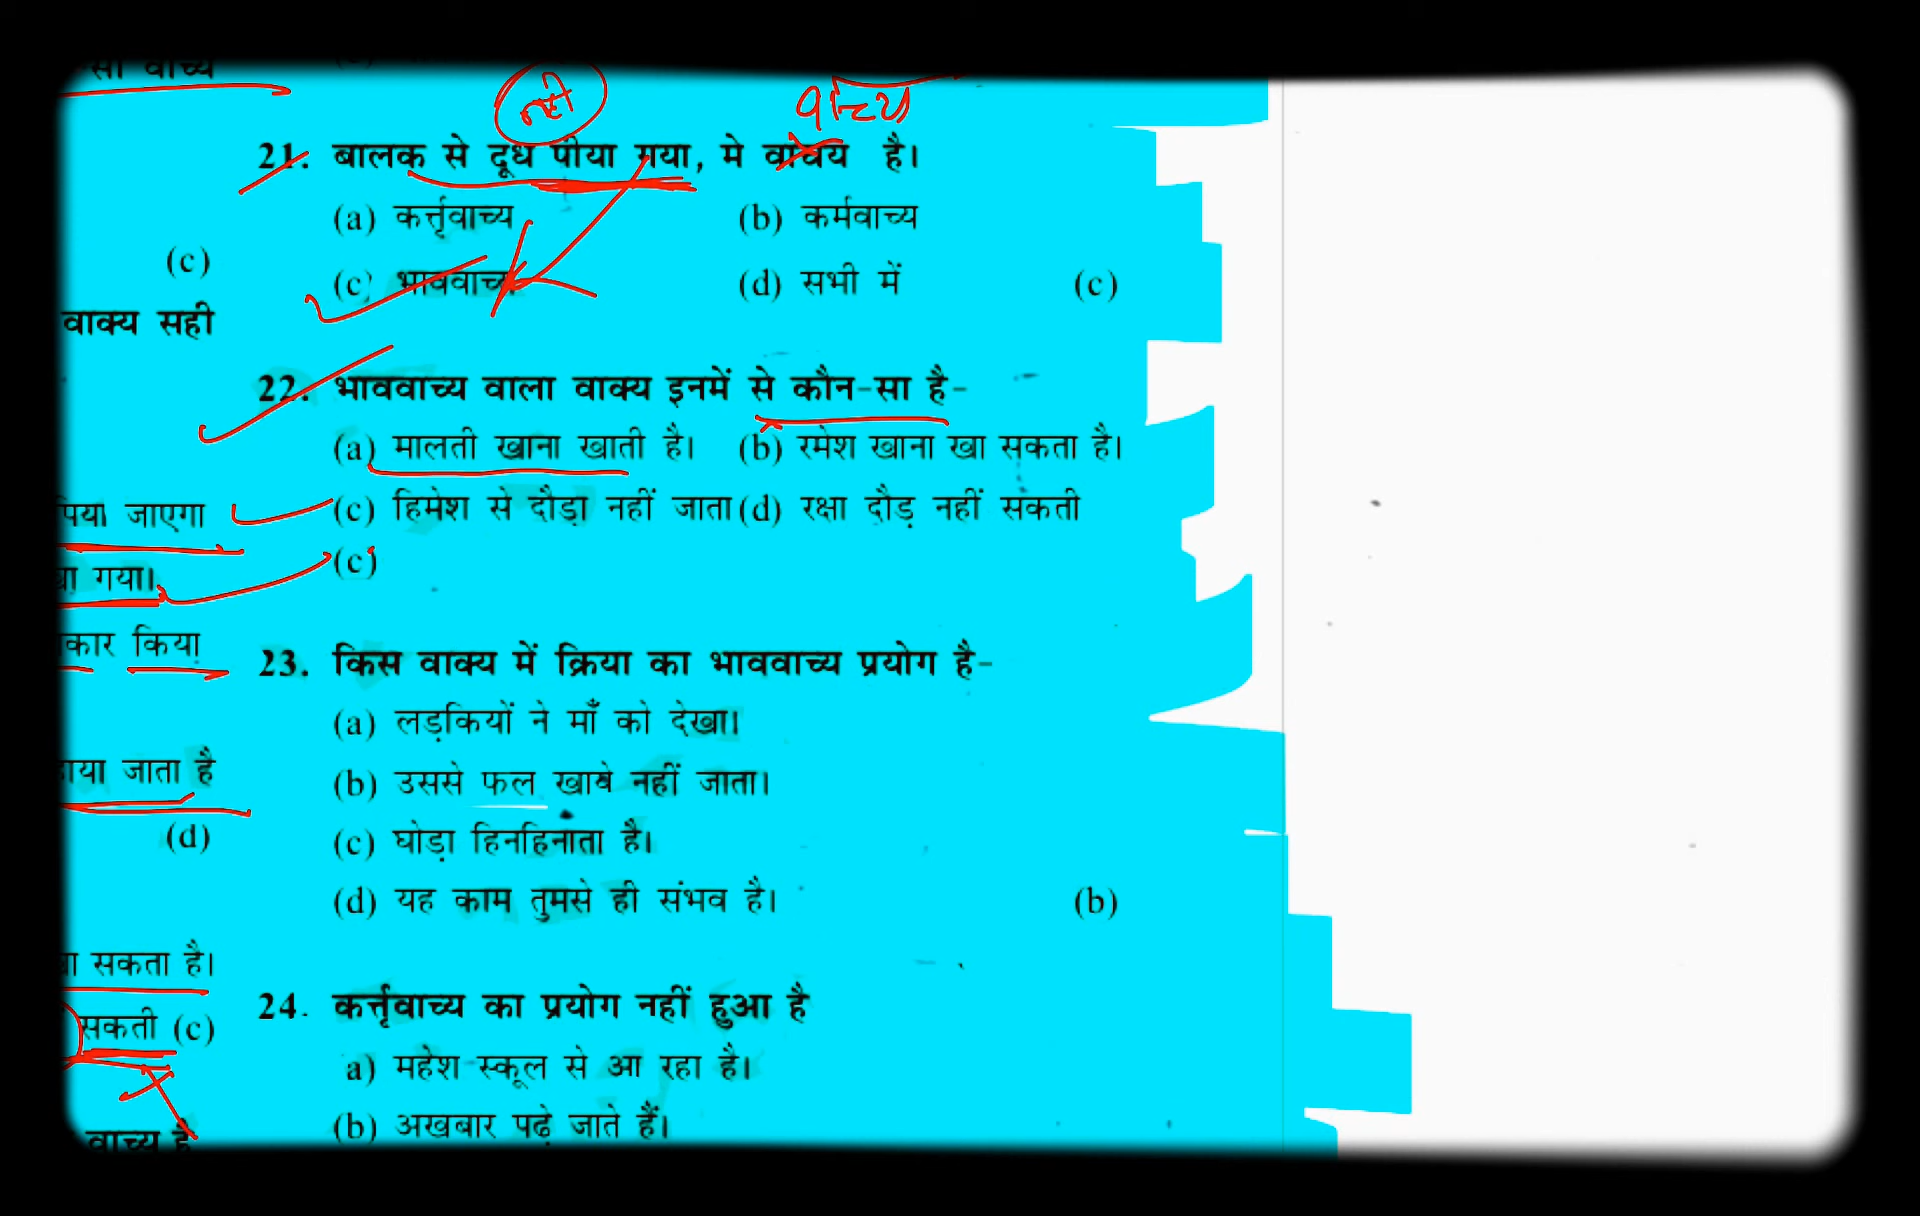 सी वाच्य
(c)
वाक्य सही
पिया जाएगा
गया।
कार किया
जाता है
(d)
सकता है।
सकती (c)
वाच्य है
नहीं
वाच्य
21. बालक से दूध पीया गया, मे वावय है।
(a) कर्त्तृवाच्य (b) कर्मवाच्य
(c) भाववाच्य (d) सभी में (c)
22. भाववाच्य वाला वाक्य इनमें से कौन-सा है-
(a) मालती खाना खाती है। (b) रमेश खाना खा सकता है।
(c) हिमेश से दौड़ा नहीं जाता (d) रक्षा दौड़ नहीं सकती
(c)
23. किस वाक्य में क्रिया का भाववाच्य प्रयोग है-
(a) लड़कियों ने माँ को देखा।
(b) उससे फल खाये नहीं जाता।
(c) घोड़ा हिनहिनाता है।
(d) यह काम तुमसे ही संभव है। (b)
24. कर्त्तृवाच्य का प्रयोग नहीं हुआ है
a) महेश स्कूल से आ रहा है।
(b) अखबार पढ़े जाते हैं।